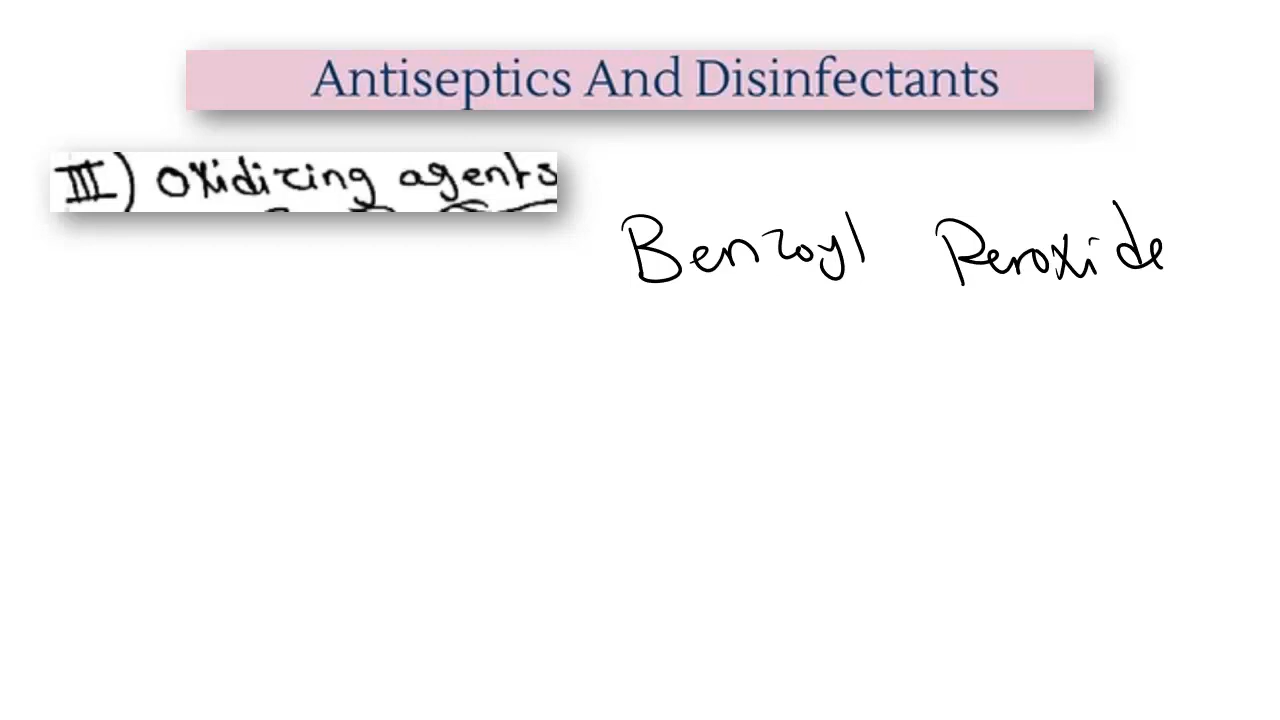 Antiseptics And Disinfectants
III) Oxidizing agents
Benzoyl Peroxide